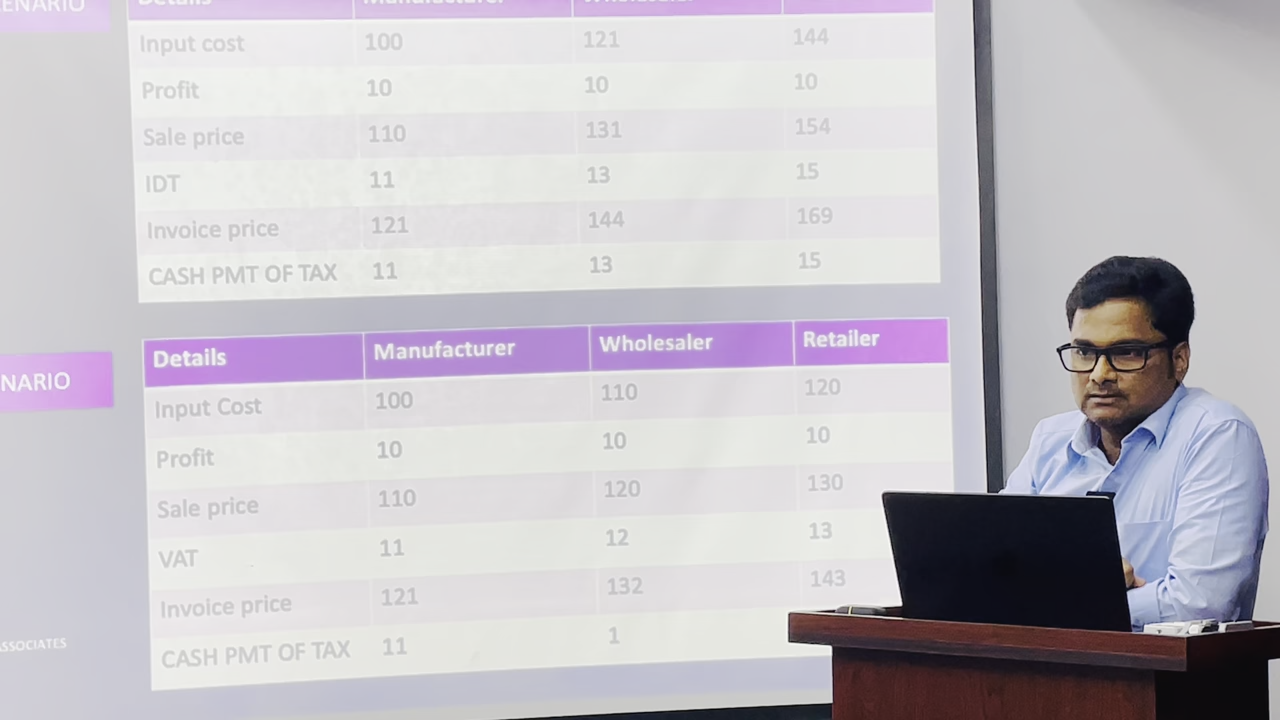 ENARIO
Details Manufacturer Wholesaler
Input cost 100 121 144
Profit 10 10 10
Sale price 110 131 154
IDT 11 13 15
Invoice price 121 144 169
CASH PMT OF TAX 11 13 15
NARIO
Details Manufacturer Wholesaler Retailer
Input Cost 100 110 120
Profit 10 10 10
Sale price 110 120 130
VAT 11 12 13
Invoice price 121 132 143
CASH PMT OF TAX 11 1
ASSOCIATES